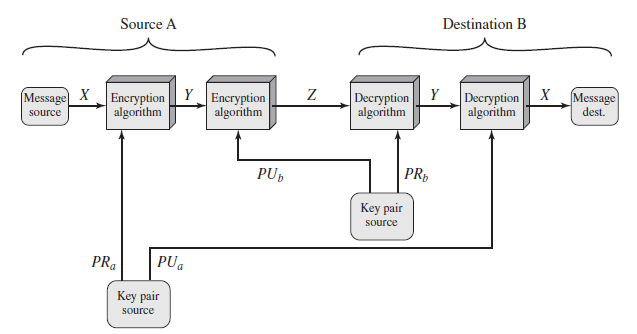 Source A
Destination B
Message source
X
Encryption algorithm
Y
Encryption algorithm
Z
Decryption algorithm
Y
Decryption algorithm
X
Message dest.
PUb
PRb
Key pair source
PRa
PUa
Key pair source